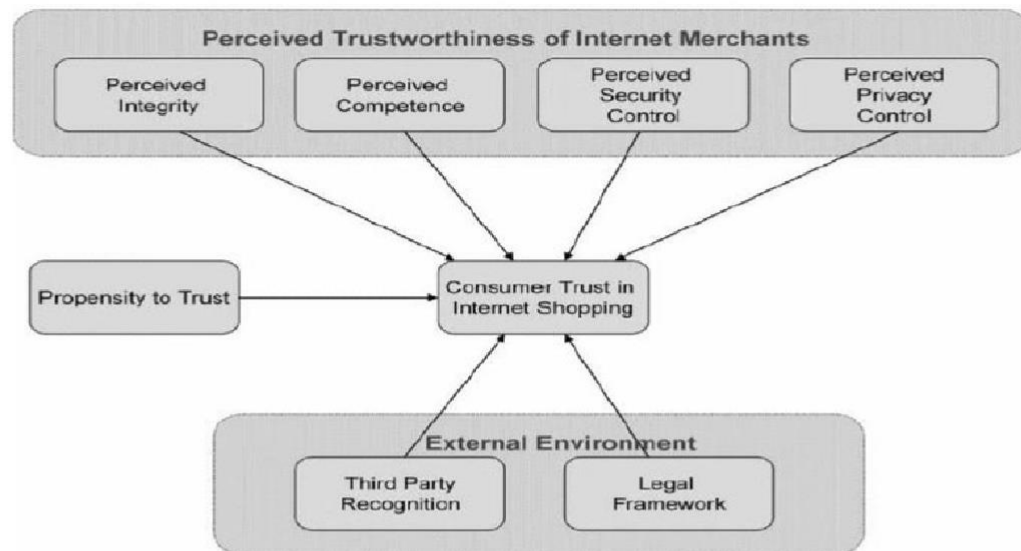 Perceived Trustworthiness of Internet Merchants
Perceived
Integrity
Perceived
Competence
Perceived
Security
Control
Perceived
Privacy
Control
Propensity to Trust
Consumer Trust in
Internet Shopping
External Environment
Third Party
Recognition
Legal
Framework